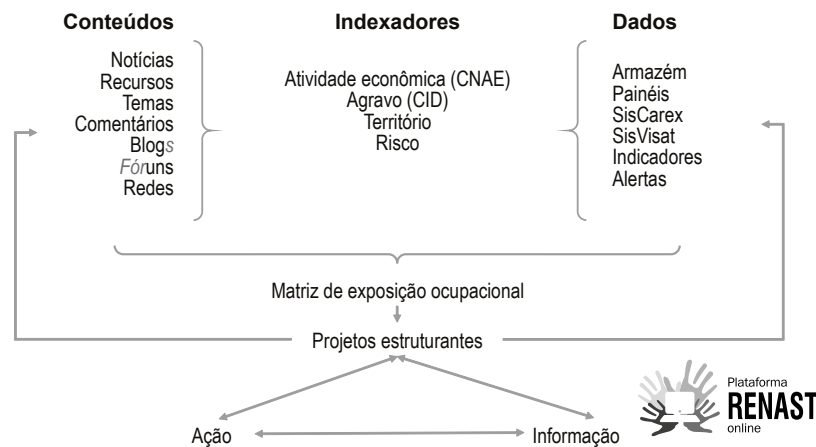 Conteúdos
Notícias
Recursos
Temas
Comentários
Blogs
Fóruns
Redes
Indexadores
Atividade econômica (CNAE)
Agravo (CID)
Território
Risco
Dados
Armazém
Painéis
SisCarex
SisVisat
Indicadores
Alertas
Matriz de exposição ocupacional
Projetos estruturantes
Ação
Informação
Plataforma
RENAST
online